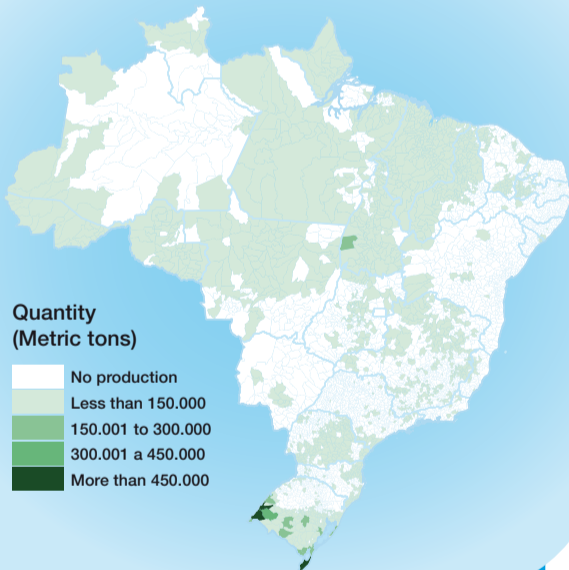 Quantity
(Metric tons)
No production
Less than 150.000
150.001 to 300.000
300.001 a 450.000
More than 450.000